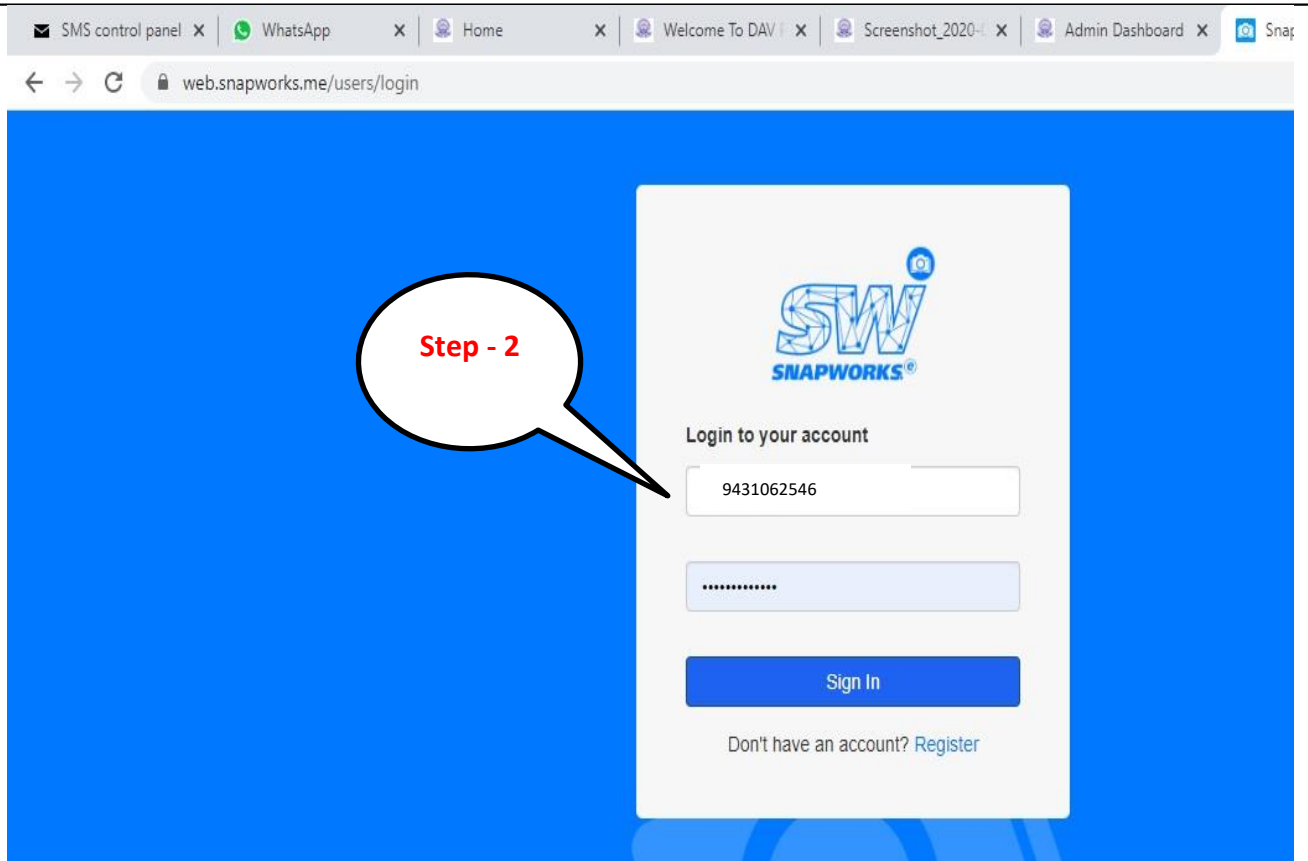 SMS control panel WhatsApp Home Welcome To DAV Screenshot_2020- Admin Dashboard Snap
web.snapworks.me/users/login
SW
SNAPWORKS®
Step - 2
Login to your account
9431062546
•••••••••••••
Sign In
Don't have an account? Register